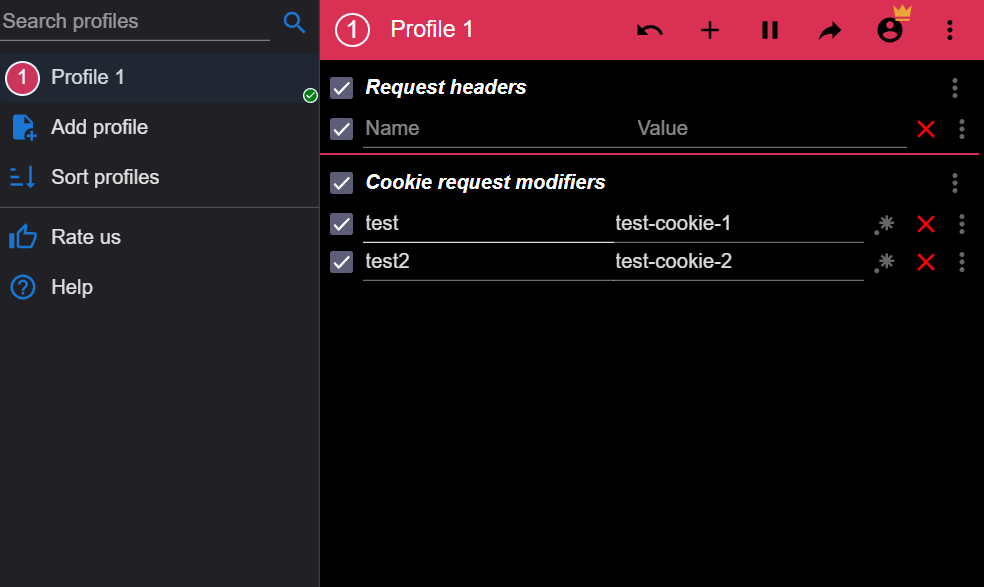 Search profiles
1 Profile 1
Add profile
Sort profiles
Rate us
Help
1 Profile 1
Request headers
Name Value
Cookie request modifiers
test test-cookie-1
test2 test-cookie-2